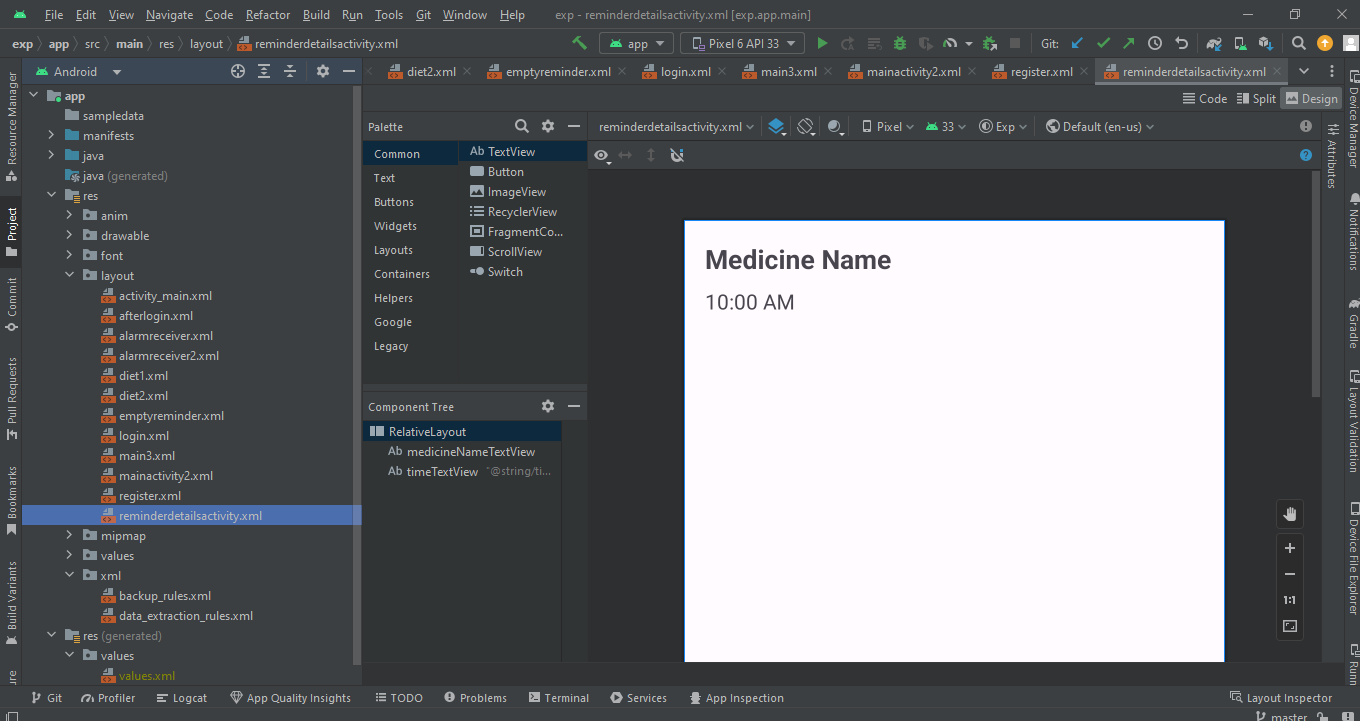 File Edit View Navigate Code Refactor Build Run Tools Git Window Help exp - reminderdetailsactivity.xml [exp.app.main]
exp app src main res layout reminderdetailsactivity.xml app Pixel 6 API 33 Git:
Android
diet2.xml emptyreminder.xml login.xml main3.xml mainactivity2.xml register.xml reminderdetailsactivity.xml
Code Split Design
Resource Manager
Project
Commit
Pull Requests
Bookmarks
Build Variants
app
sampledata
manifests
java
java (generated)
res
anim
drawable
font
layout
activity_main.xml
afterlogin.xml
alarmreceiver.xml
alarmreceiver2.xml
diet1.xml
diet2.xml
emptyreminder.xml
login.xml
main3.xml
mainactivity2.xml
register.xml
reminderdetailsactivity.xml
mipmap
values
xml
backup_rules.xml
data_extraction_rules.xml
res (generated)
values
values.xml
Palette
Common
Text
Buttons
Widgets
Layouts
Containers
Helpers
Google
Legacy
Ab TextView
Button
ImageView
RecyclerView
FragmentCo...
ScrollView
Switch
Component Tree
RelativeLayout
Ab medicineNameTextView
Ab timeTextView "@string/ti...
reminderdetailsactivity.xml Pixel 33 Exp Default (en-us)
Medicine Name
10:00 AM
1:1
Attributes
Device Manager
Notifications
Gradle
Layout Validation
Device File Explorer
Git Profiler Logcat App Quality Insights TODO Problems Terminal Services App Inspection Layout Inspector
master